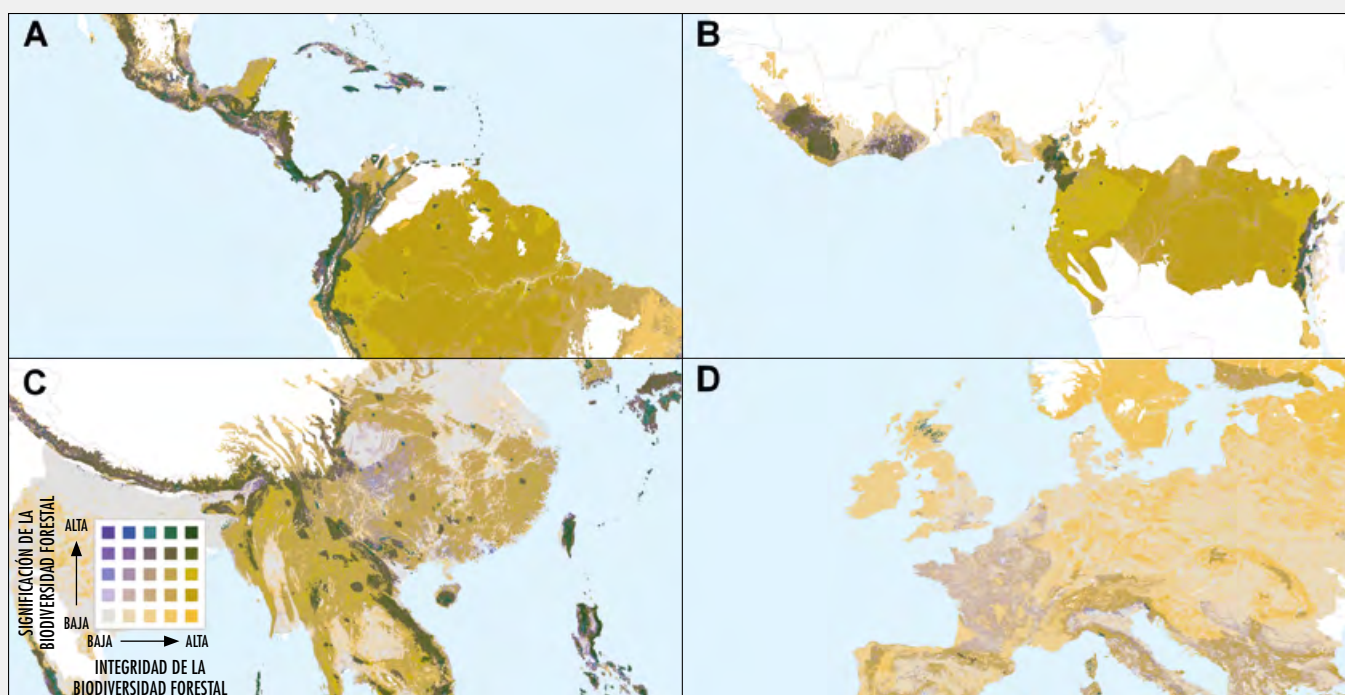 A
B
C
D
SIGNIFICACIÓN DE LA
BIODIVERSIDAD FORESTAL
ALTA
BAJA
BAJA
ALTA
INTEGRIDAD DE LA
BIODIVERSIDAD FORESTAL